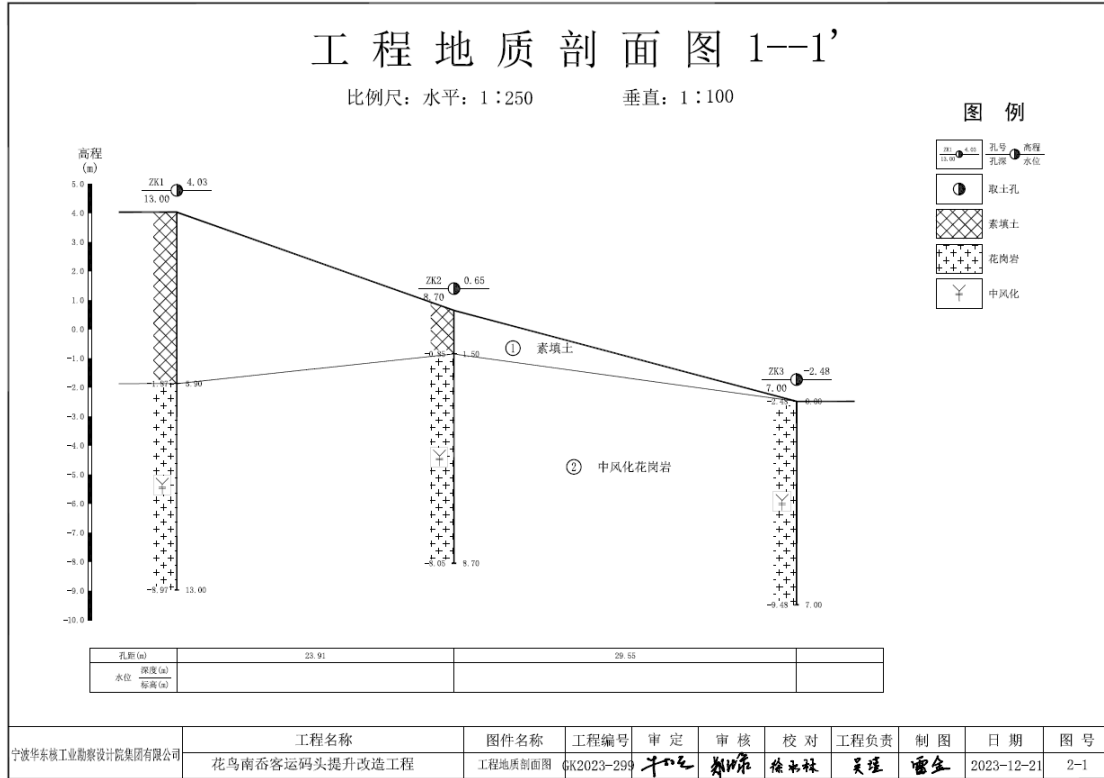 工程地质剖面图 1--1’
比例尺：水平：1：250 垂直：1：100
图 例
ZK1 4.03
13.00
孔号 高程
孔深 水位
取土孔
素填土
花岗岩
中风化
高程
(m)
5.0
4.0
3.0
2.0
1.0
0.0
-1.0
-2.0
-3.0
-4.0
-5.0
-6.0
-7.0
-8.0
-9.0
-10.0
ZK1 4.03
13.00
-1.87 5.90
-8.97 13.00
ZK2 0.65
8.70
-0.85 1.50
-8.05 8.70
① 素填土
② 中风化花岗岩
ZK3 -2.48
7.00
-2.48 0.00
-9.48 7.00
孔距(m) 23.91 29.55
水位 深度(m)
标高(m)
宁波华东核工业勘察设计院集团有限公司
工程名称 图件名称 工程编号 审 定 审 核 校 对 工程负责 制 图 日 期 图 号
花鸟南岙客运码头提升改造工程 工程地质剖面图 GK2023-299 2023-12-21 2-1